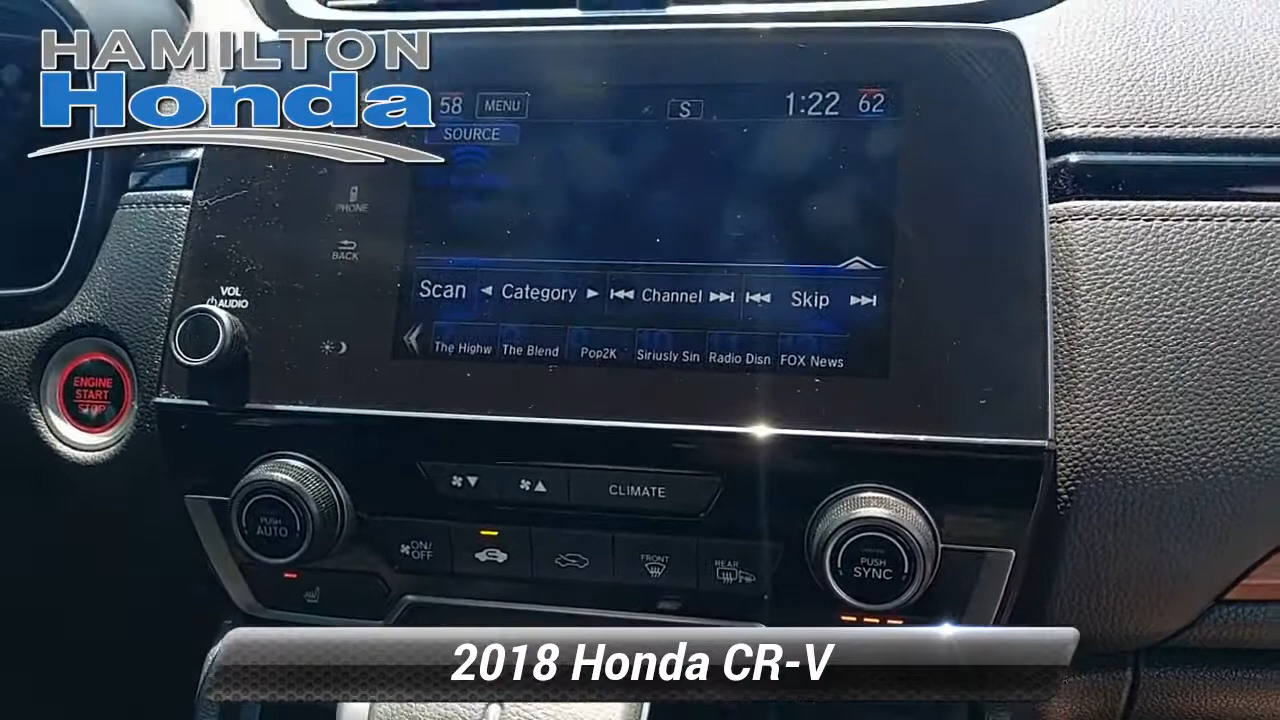 HAMILTON
Honda
58 MENU S 1:22 62
SOURCE
PHONE
BACK
VOL
AUDIO
Scan Category Channel Skip
The Highw The Blend Pop2K Siriusly Sin Radio Disn FOX News
ENGINE
START
STOP
CLIMATE
PUSH
AUTO
ON/
OFF
FRONT
REAR
PUSH
SYNC
2018 Honda CR-V